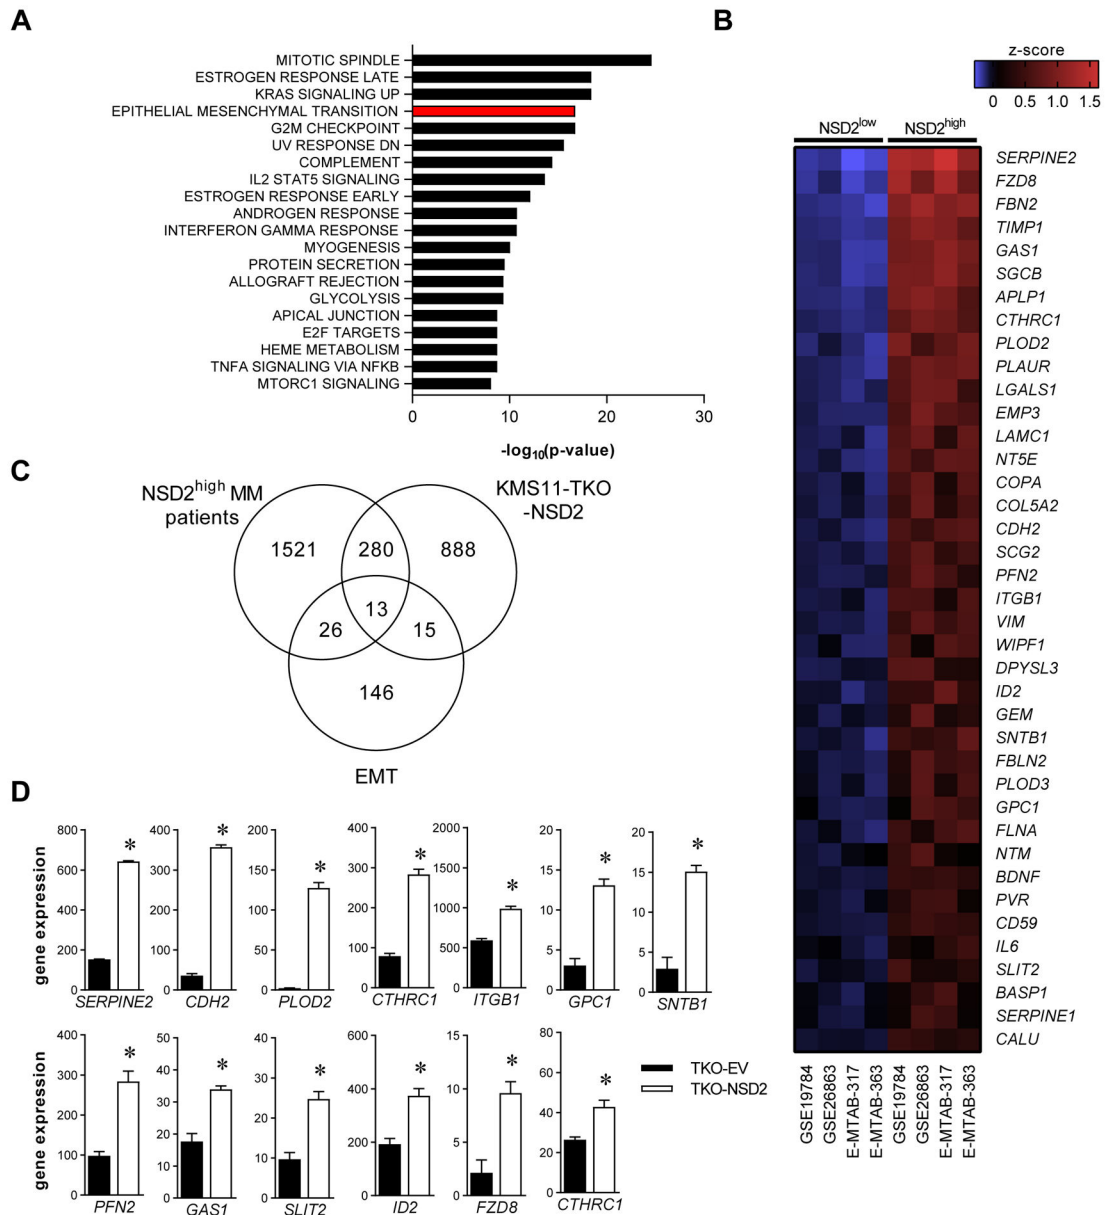 A
MITOTIC SPINDLE
ESTROGEN RESPONSE LATE
KRAS SIGNALING UP
EPITHELIAL MESENCHYMAL TRANSITION
G2M CHECKPOINT
UV RESPONSE DN
COMPLEMENT
IL2 STAT5 SIGNALING
ESTROGEN RESPONSE EARLY
ANDROGEN RESPONSE
INTERFERON GAMMA RESPONSE
MYOGENESIS
PROTEIN SECRETION
ALLOGRAFT REJECTION
GLYCOLYSIS
APICAL JUNCTION
E2F TARGETS
HEME METABOLISM
TNFA SIGNALING VIA NFKB
MTORC1 SIGNALING
0 10 20 30
-log10(p-value)
B
z-score
0 0.5 1.0 1.5
NSD2low NSD2high
SERPINE2
FZD8
FBN2
TIMP1
GAS1
SGCB
APLP1
CTHRC1
PLOD2
PLAUR
LGALS1
EMP3
LAMC1
NT5E
COPA
COL5A2
CDH2
SCG2
PFN2
ITGB1
VIM
WIPF1
DPYSL3
ID2
GEM
SNTB1
FBLN2
PLOD3
GPC1
FLNA
NTM
BDNF
PVR
CD59
IL6
SLIT2
BASP1
SERPINE1
CALU
GSE19784
GSE26863
E-MTAB-317
E-MTAB-363
GSE19784
GSE26863
E-MTAB-317
E-MTAB-363
C
NSD2high MM
patients
KMS11-TKO
-NSD2
1521 280 888
13
26 15
146
EMT
D
gene expression
800
600
400
200
0
SERPINE2
*
400
300
200
100
0
CDH2
*
200
150
100
50
0
PLOD2
*
400
300
200
100
0
CTHRC1
*
2000
1500
1000
500
0
ITGB1
*
20
15
10
5
0
GPC1
*
20
15
10
5
0
SNTB1
*
gene expression
400
300
200
100
0
PFN2
*
50
40
30
20
10
0
GAS1
*
40
30
20
10
0
SLIT2
*
600
400
200
0
ID2
*
15
10
5
0
FZD8
*
80
60
40
20
0
CTHRC1
*
TKO-EV
TKO-NSD2